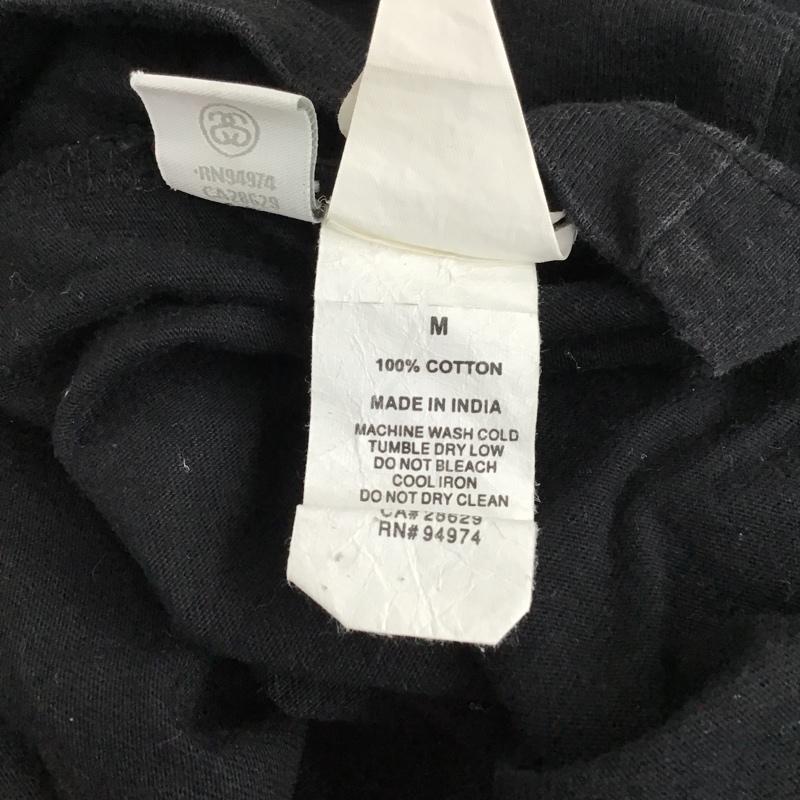 ·RN94974
CA28629
M
100% COTTON
MADE IN INDIA
MACHINE WASH COLD
TUMBLE DRY LOW
DO NOT BLEACH
COOL IRON
DO NOT DRY CLEAN
CA# 28629
RN# 94974